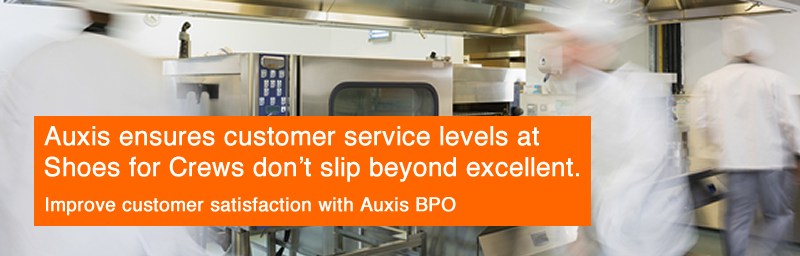 Auxis ensures customer service levels at
Shoes for Crews don’t slip beyond excellent.
Improve customer satisfaction with Auxis BPO